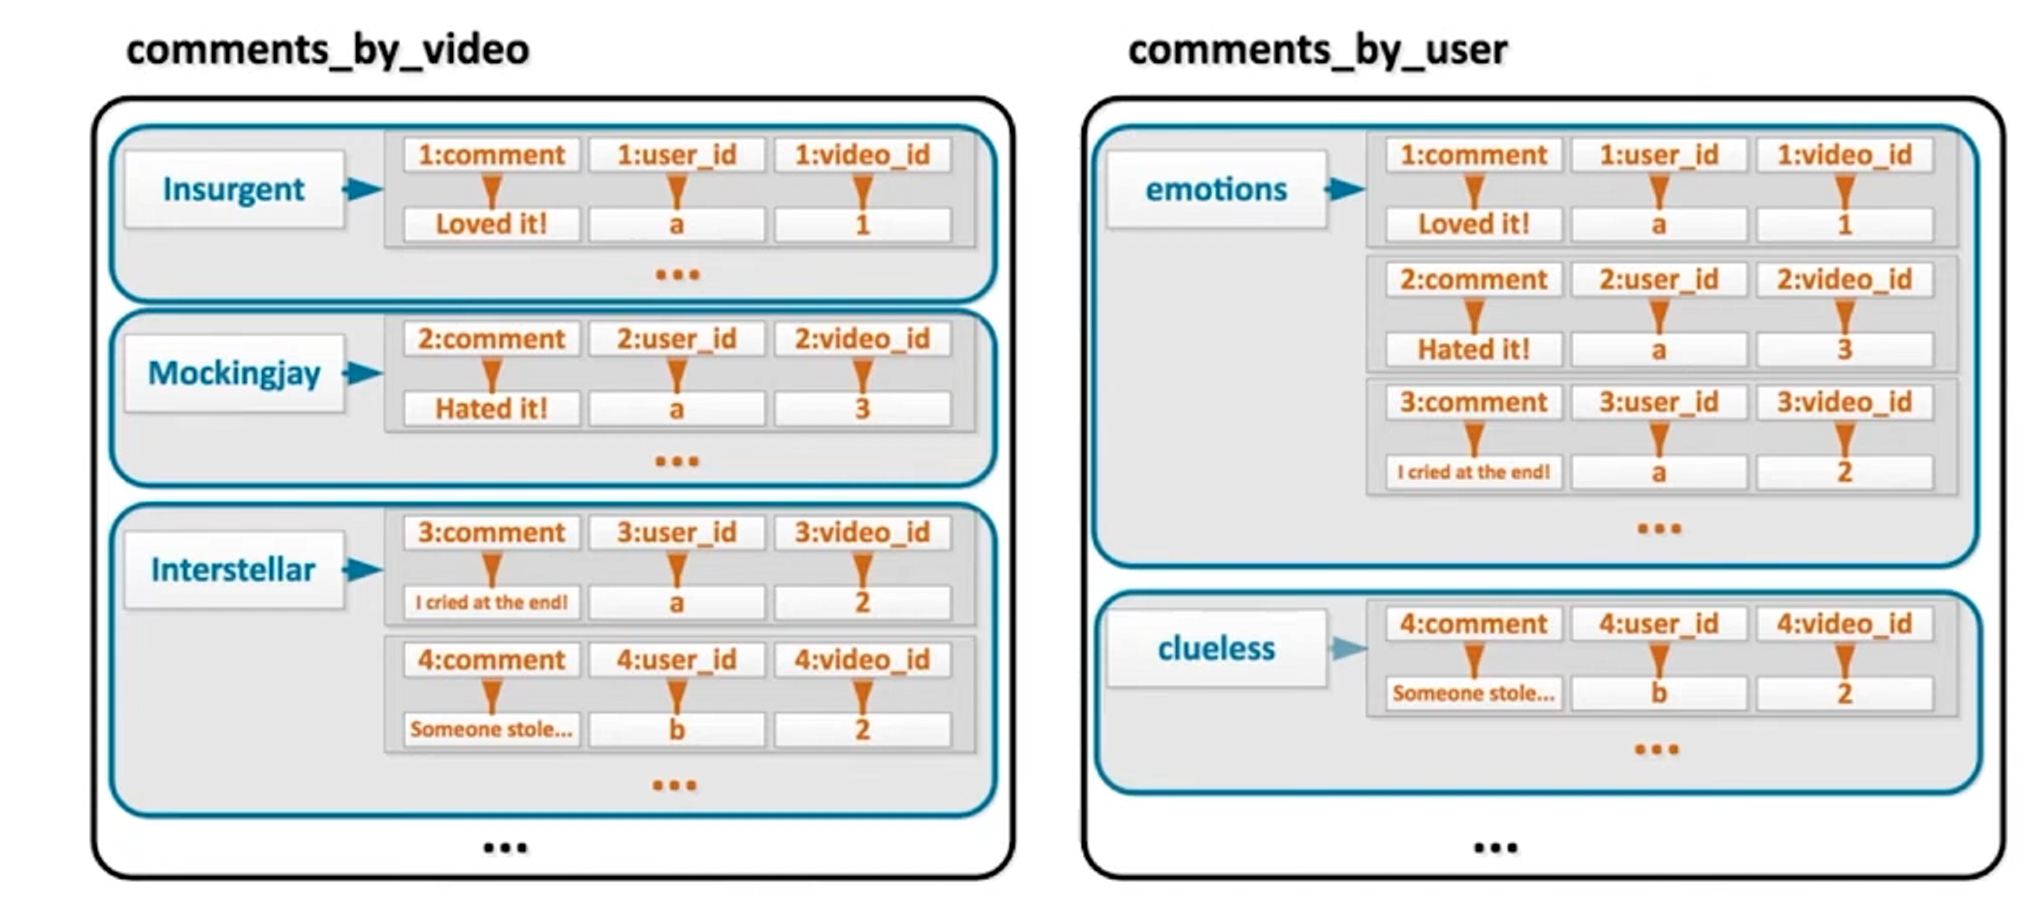 comments_by_video
Insurgent
1:comment 1:user_id 1:video_id
Loved it! a 1
...
Mockingjay
2:comment 2:user_id 2:video_id
Hated it! a 3
...
Interstellar
3:comment 3:user_id 3:video_id
I cried at the end! a 2
4:comment 4:user_id 4:video_id
Someone stole... b 2
...
...
comments_by_user
emotions
1:comment 1:user_id 1:video_id
Loved it! a 1
2:comment 2:user_id 2:video_id
Hated it! a 3
3:comment 3:user_id 3:video_id
I cried at the end! a 2
...
clueless
4:comment 4:user_id 4:video_id
Someone stole... b 2
...
...